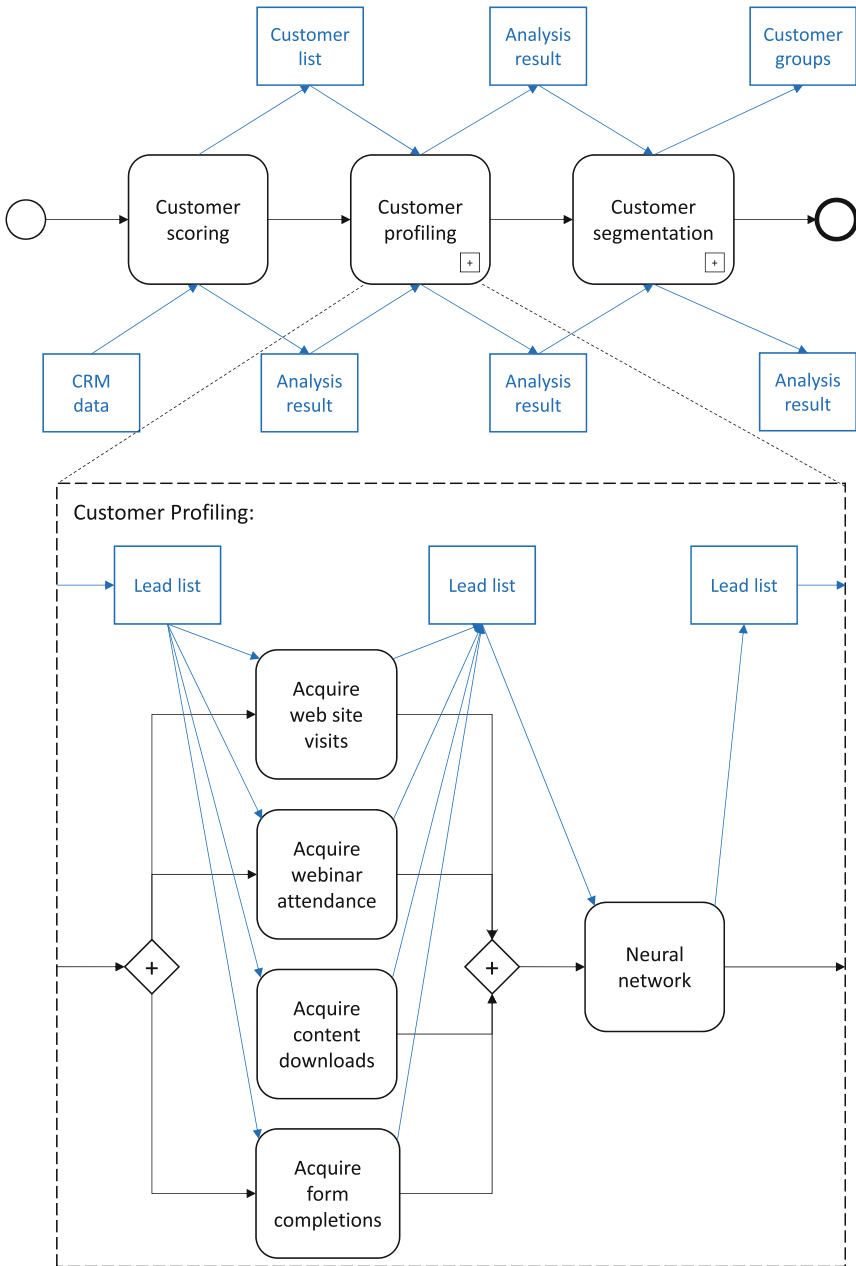 Customer
list
Analysis
result
Customer
groups
Customer
scoring
Customer
profiling
+
Customer
segmentation
+
CRM
data
Analysis
result
Analysis
result
Analysis
result
Customer Profiling:
Lead list
Lead list
Lead list
Acquire
web site
visits
Acquire
webinar
attendance
+
Acquire
content
downloads
+
Neural
network
Acquire
form
completions